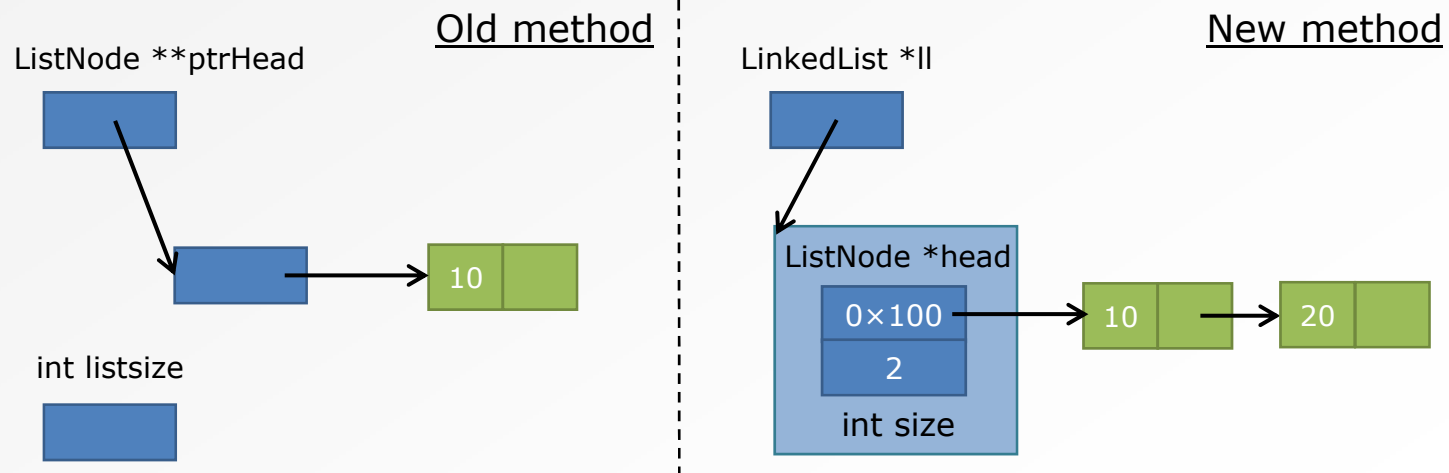 Old method
ListNode **ptrHead
10
int listsize
New method
LinkedList *ll
ListNode *head
0×100
2
int size
10
20